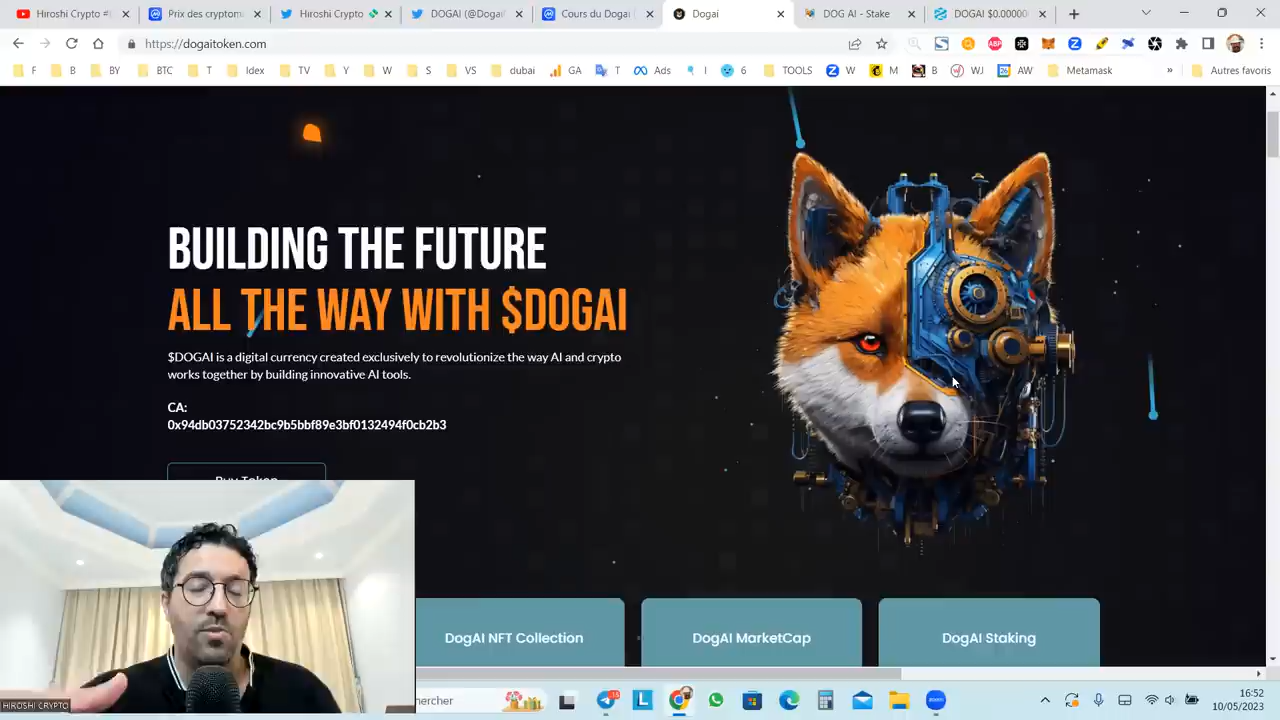 Hiroshi Crypto #
Prix des cryptom
Hiroshi Crypto
DOGAI (@Dogai
Cours du Dogai
Dogai
DOG AI - Stake
DOGAI $0.00000
https://dogaitoken.com
F
B
BY
BTC
T
Idex
Y
W
S
VS
dubai
GA
T
Ads
I
6
TOOLS
W
M
B
WJ
AW
Metamask
»
Autres favoris
BUILDING THE FUTURE
ALL THE WAY WITH $DOGAI
$DOGAI is a digital currency created exclusively to revolutionize the way AI and crypto
works together by building innovative AI tools.
CA:
0x94db03752342bc9b5bbf89e3bf0132494f0cb2b3
Buy Token
DogAI NFT Collection
DogAI MarketCap
DogAI Staking
HIROSHI CRYPTO
hercher
16:52
10/05/2023